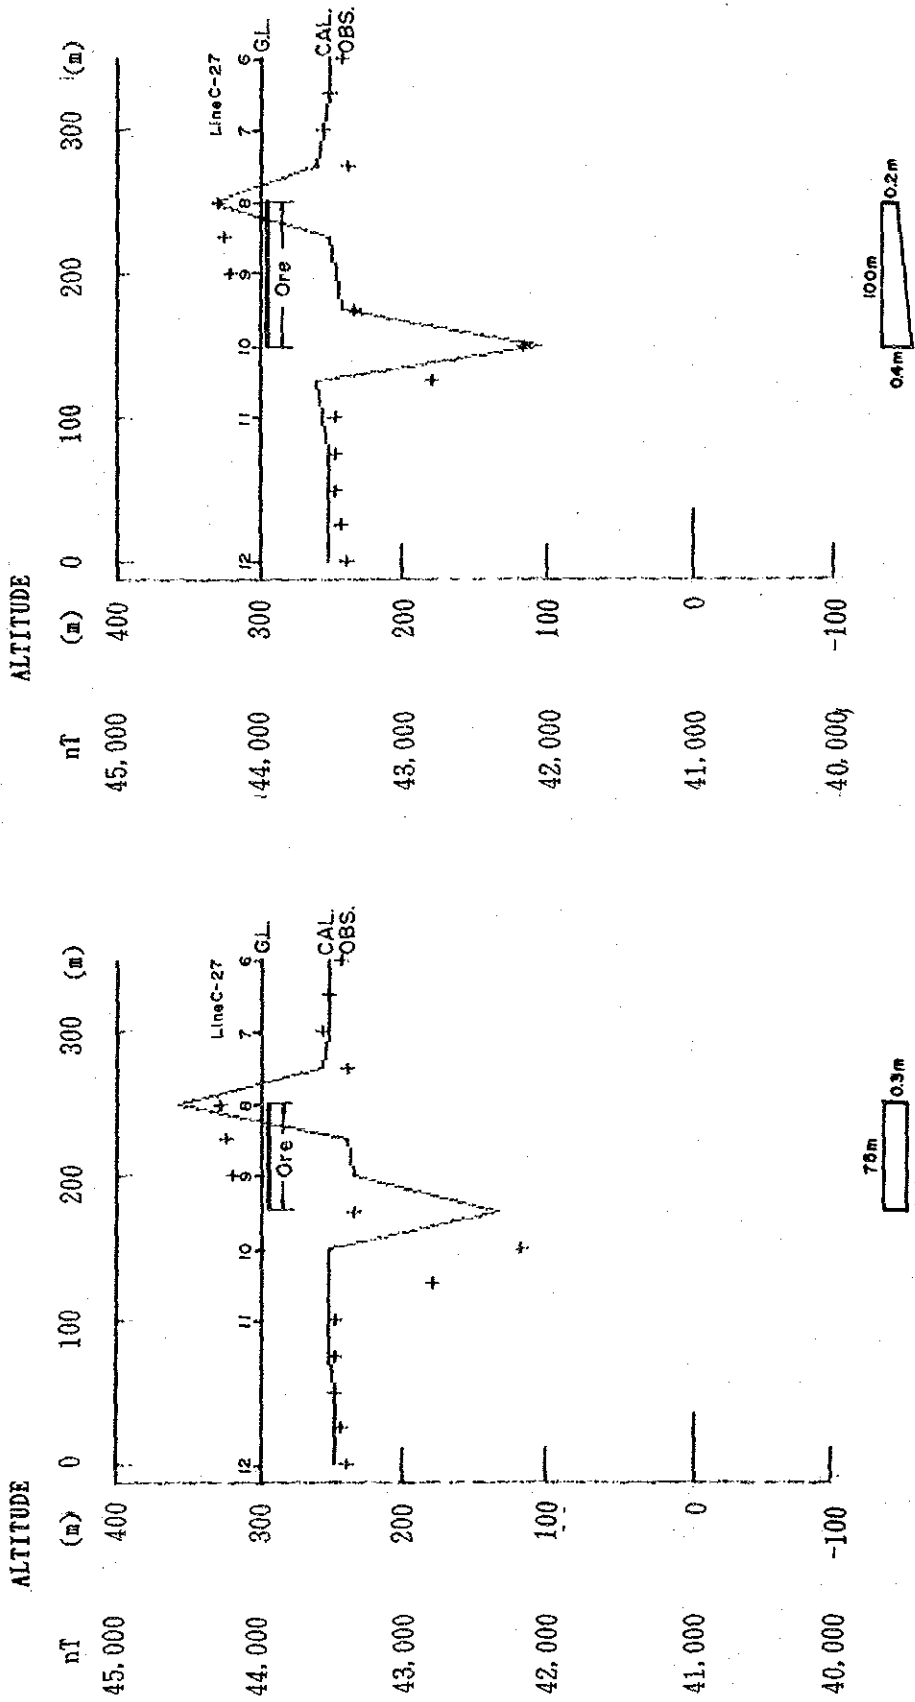 ALTITUDE
nT (m) 0 100 200 300 (m)
45,000 400
Line C-27
12 11 10 9 8 7 6
44,000 300 G.L.
Ore
CAL.
OBS.
43,000 200
42,000 100
41,000 0
40,000 -100
75m
0.3m
ALTITUDE
nT (m) 0 100 200 300 (m)
45,000 400
Line C-27
12 11 10 9 8 7 6
44,000 300 G.L.
Ore
CAL.
OBS.
43,000 200
42,000 100
41,000 0
40,000 -100
100m
0.4m 0.2m